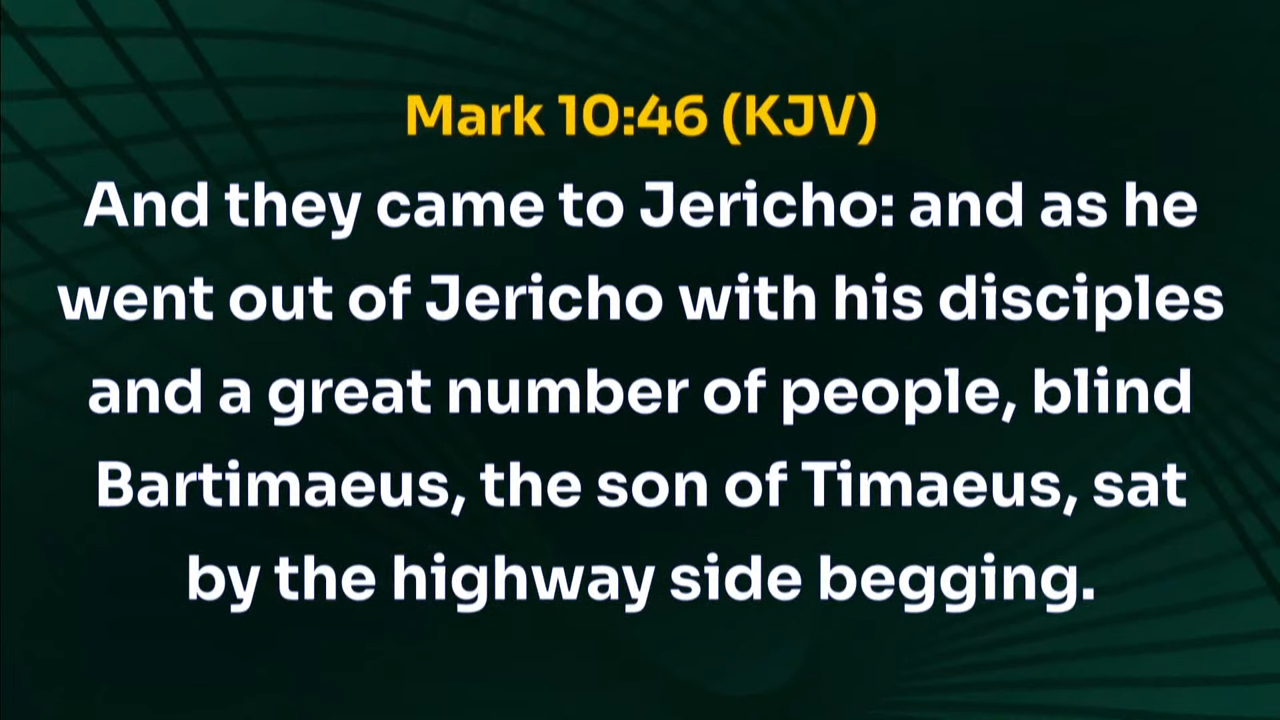 Mark 10:46 (KJV)
And they came to Jericho: and as he
went out of Jericho with his disciples
and a great number of people, blind
Bartimaeus, the son of Timaeus, sat
by the highway side begging.